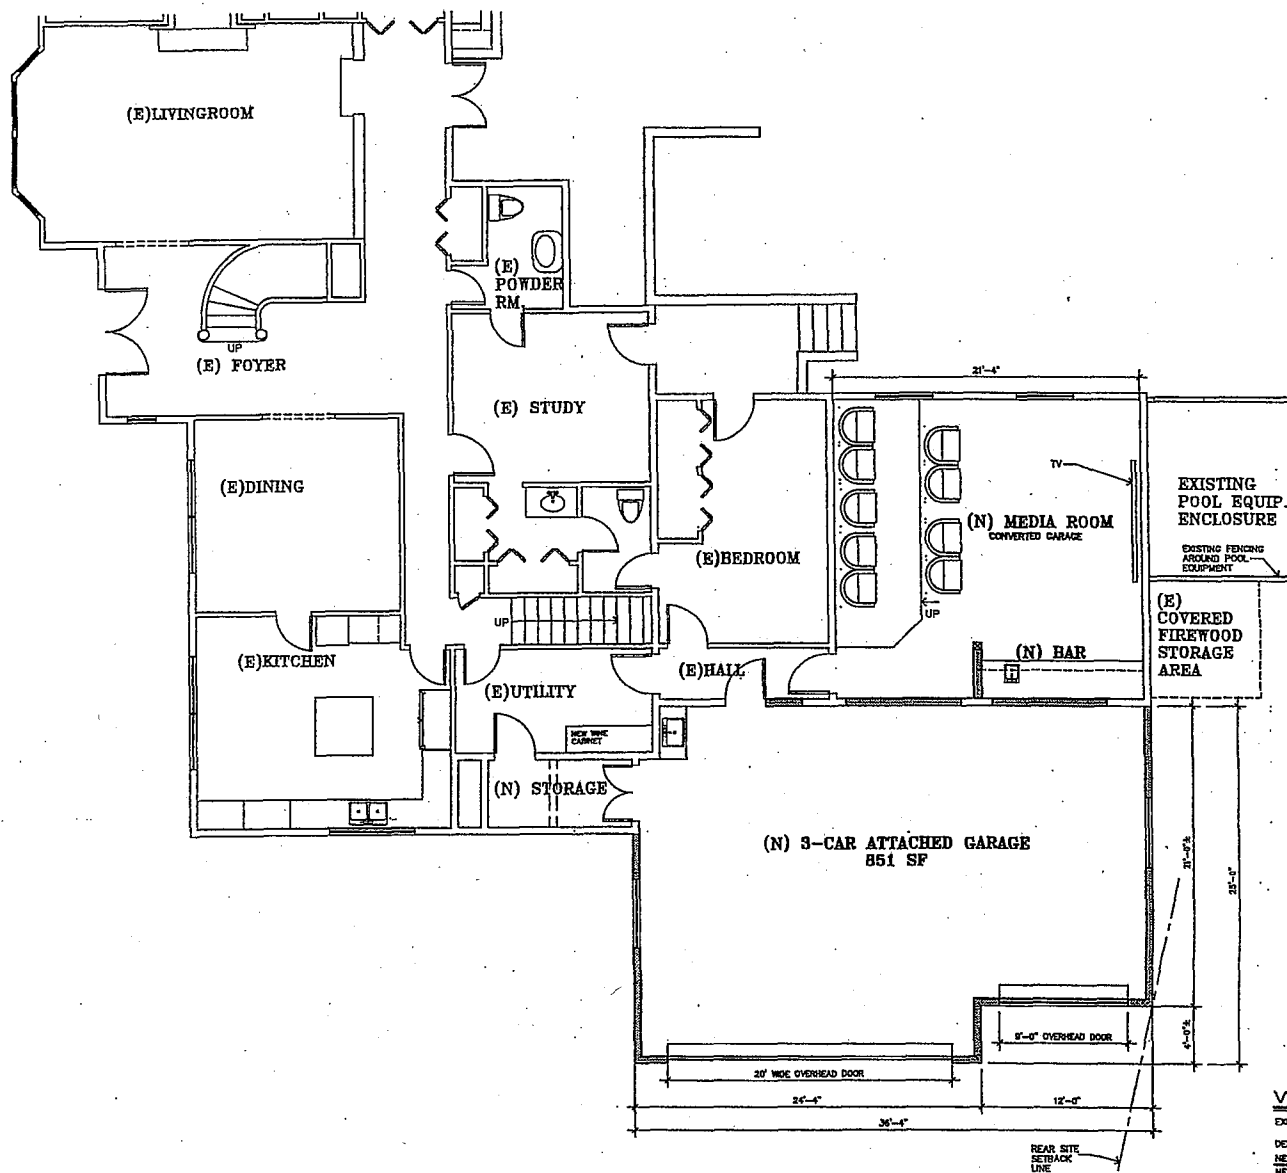 (E)LIVINGROOM
(E)
POWDER
RM.
UP
(E) FOYER
21'-4"
(E) STUDY
(E)DINING
TV
EXISTING
POOL EQUIP.
ENCLOSURE
(N) MEDIA ROOM
CONVERTED GARAGE
EXISTING FENCING
AROUND POOL
EQUIPMENT
(E)BEDROOM
UP
UP
(E)
COVERED
FIREWOOD
STORAGE
AREA
(E)KITCHEN
(N) BAR
(E)HALL
(E)UTILITY
NEW WINE
CABINET
(N) STORAGE
(N) 3-CAR ATTACHED GARAGE
851 SF
21'-0"±
25'-0"
9'-0" OVERHEAD DOOR
4'-0"±
20' WIDE OVERHEAD DOOR
24'-4"
12'-0"
36'-4"
REAR SITE
SETBACK
LINE
V
EX
DE
NE